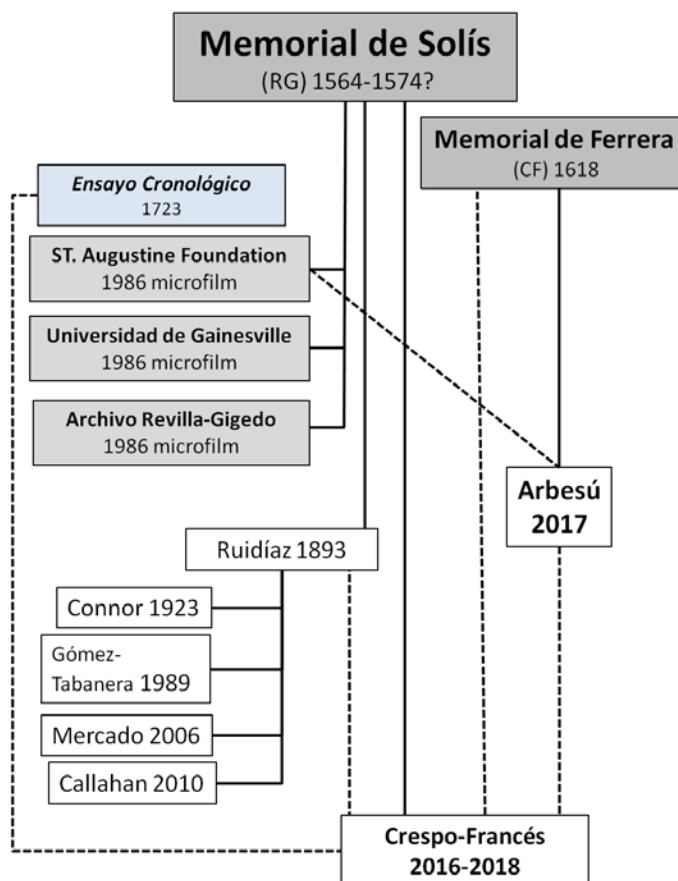 Memorial de Solís
(RG) 1564-1574?
Memorial de Ferrera
(CF) 1618
Ensayo Cronológico
1723
ST. Augustine Foundation
1986 microfilm
Universidad de Gainesville
1986 microfilm
Archivo Revilla-Gigedo
1986 microfilm
Arbesú
2017
Ruidíaz 1893
Connor 1923
Gómez-
Tabanera 1989
Mercado 2006
Callahan 2010
Crespo-Francés
2016-2018